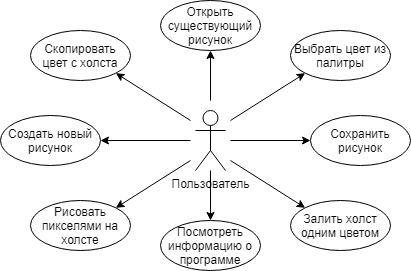 Открыть
существующий
рисунок
Скопировать
цвет с холста
Выбрать цвет из
палитры
Создать новый
рисунок
Сохранить
рисунок
Пользователь
Рисовать
пикселями на
холсте
Посмотреть
информацию о
программе
Залить холст
одним цветом